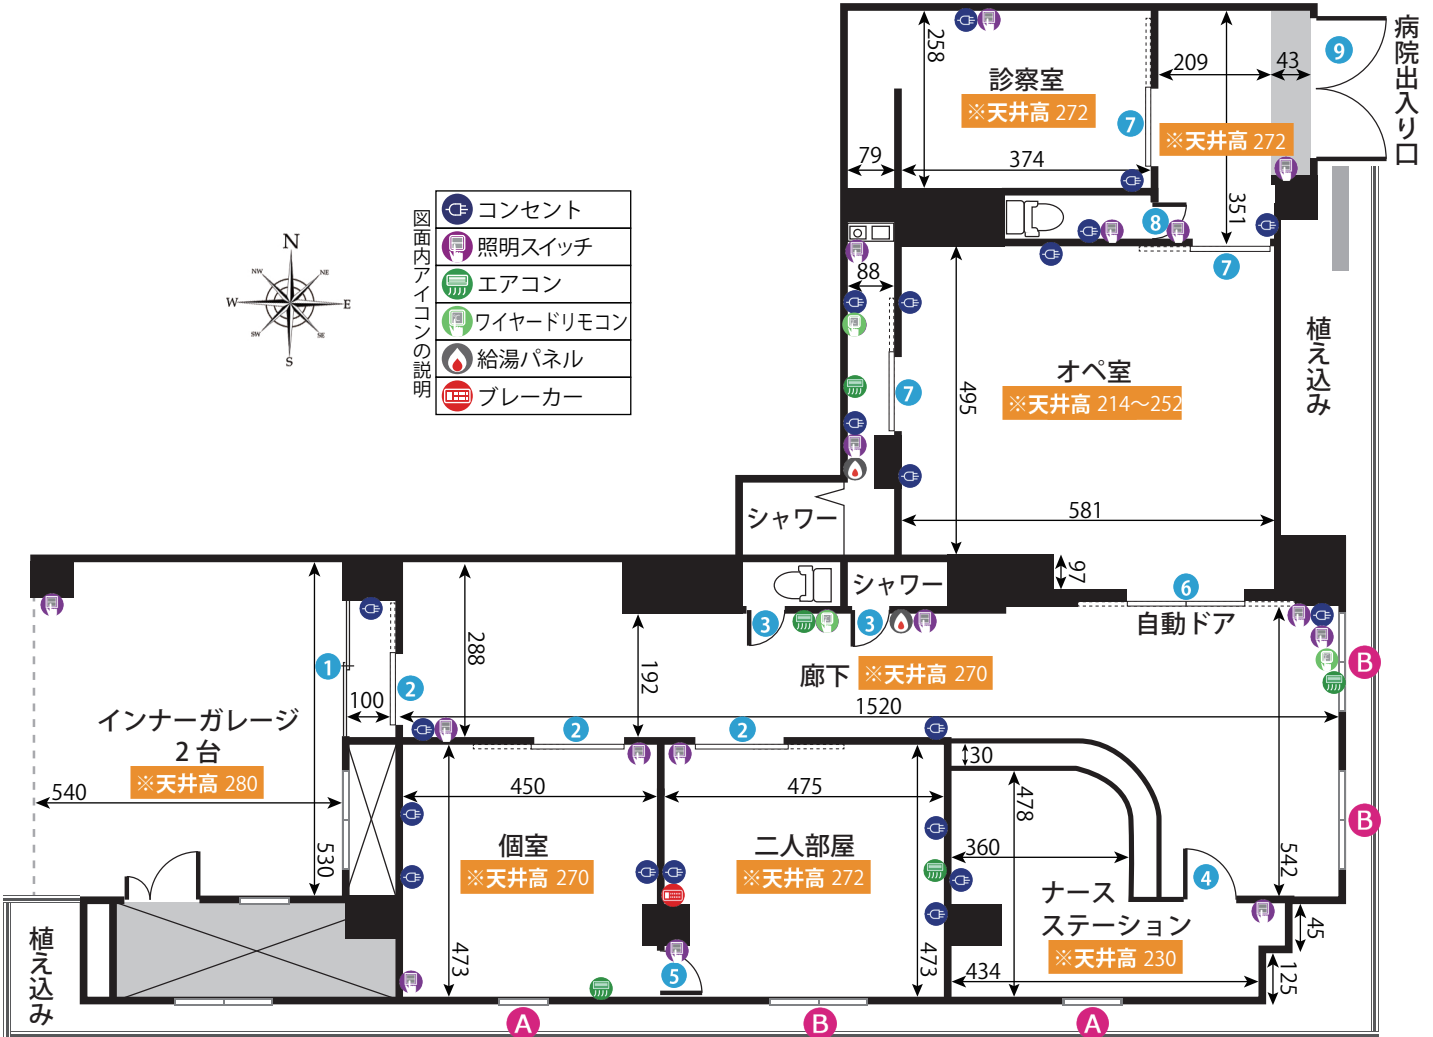 病院出入り口
9
258
209
43
診察室
※天井高 272
7
※天井高 272
79
374
351
8
7
図面内アイコンの説明
コンセント
照明スイッチ
エアコン
ワイヤードリモコン
給湯パネル
ブレーカー
N
NW
NE
W
E
SW
SE
S
88
植え込み
オペ室
※天井高 214～252
7
495
581
シャワー
97
シャワー
6
自動ドア
3
3
288
192
廊下
※天井高 270
1
2
100
1520
B
インナーガレージ
2 台
※天井高 280
540
530
2
2
30
450
475
478
B
個室
※天井高 270
二人部屋
※天井高 272
360
542
4
ナース
ステーション
※天井高 230
45
434
125
473
473
5
植え込み
A
B
A